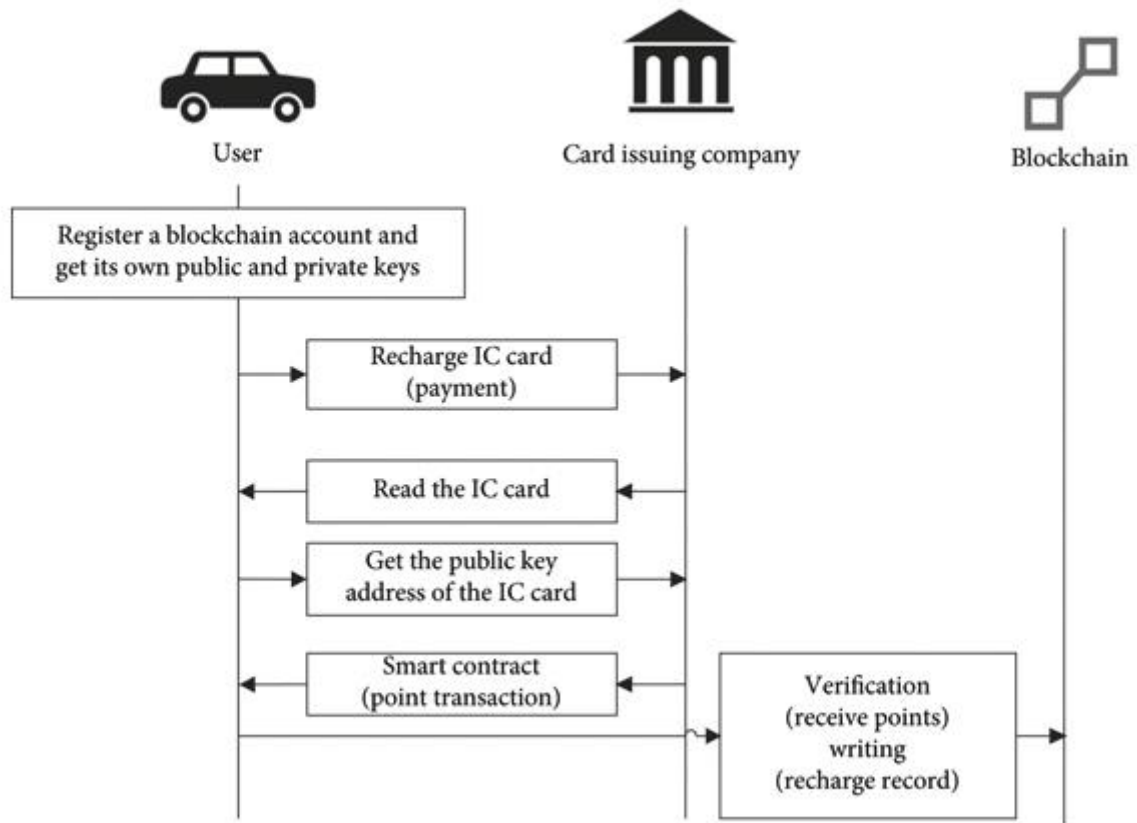 User
Card issuing company
Blockchain
Register a blockchain account and
get its own public and private keys
Recharge IC card
(payment)
Read the IC card
Get the public key
address of the IC card
Smart contract
(point transaction)
Verification
(receive points)
writing
(recharge record)